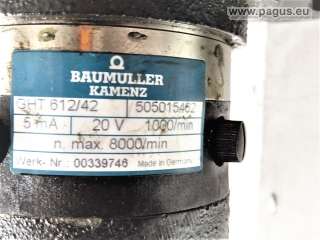 © www.pagus.eu
BAUMULLER
KAMENZ
GHT 612/42 505015462
5 mA 20 V 1000/min
n. max. 8000/min
Werk- Nr.: 00339746 Made in Germany